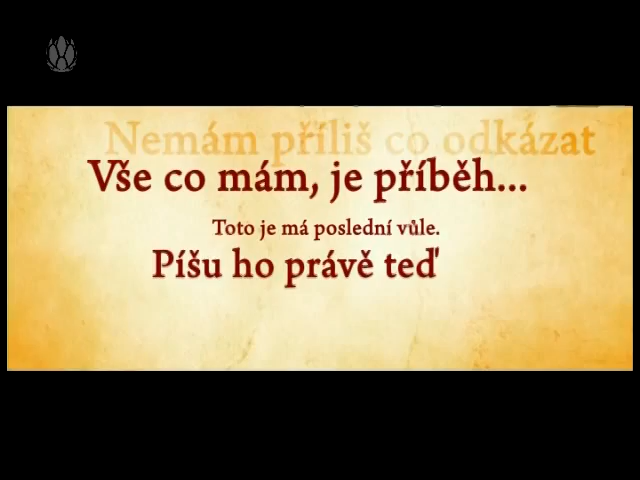 Nemám příliš co odkázat
Vše co mám, je příběh...
Toto je má poslední vůle.
Píšu ho právě teď